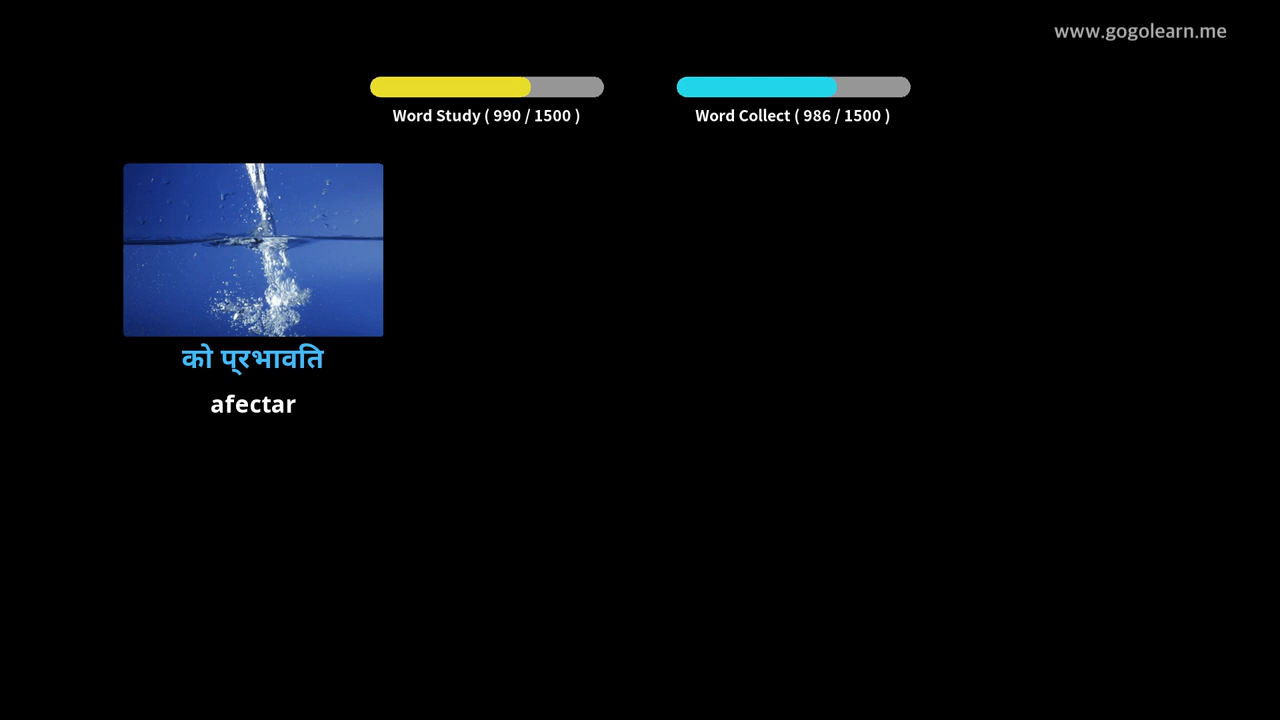 www.gogolearn.me
Word Study ( 990 / 1500 )
Word Collect ( 986 / 1500 )
को प्रभावति
afectar